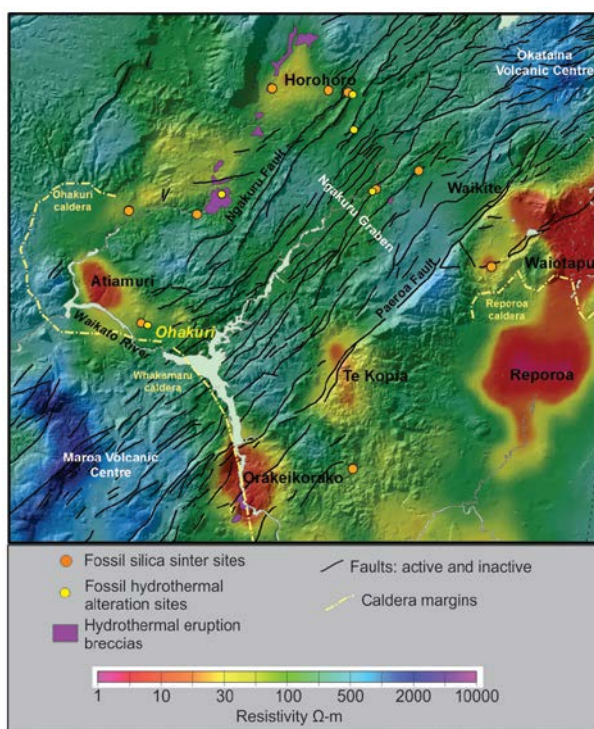 Okataina
Volcanic Centre
Horohoro
Ngakuru Fault
Ohakuri
caldera
Ngakuru Graben
Waikite
Waiotapu
Atiamuri
Paeroa Fault
Reporoa
caldera
Ohakuri
Waikato River
Whakamaru
caldera
Te Kopia
Reporoa
Maroa Volcanic
Centre
Orakeikorako
Fossil silica sinter sites
Fossil hydrothermal
alteration sites
Hydrothermal eruption
breccias
Faults: active and inactive
Caldera margins
1 10 30 100 500 2000 10000
Resistivity Ω-m